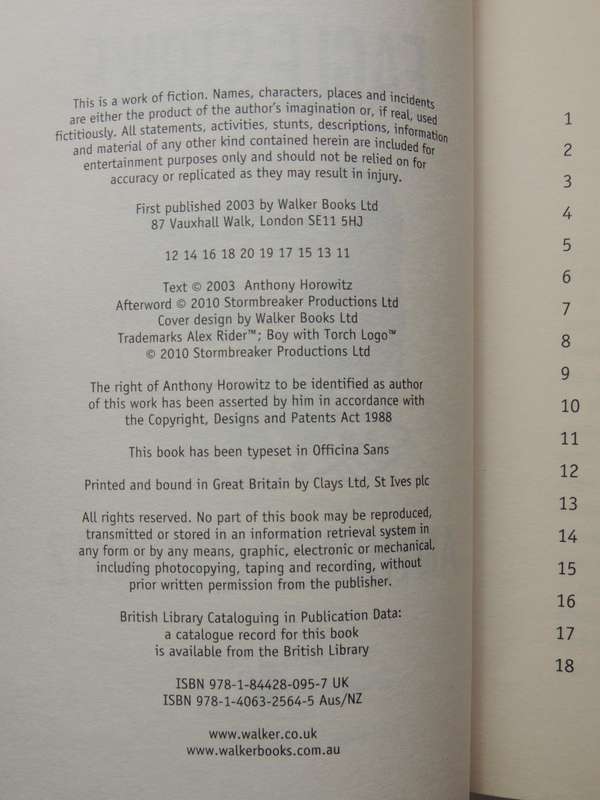 This is a work of fiction. Names, characters, places and incidents
are either the product of the author's imagination or, if real, used
fictitiously. All statements, activities, stunts, descriptions, information
and material of any other kind contained herein are included for
entertainment purposes only and should not be relied on for
accuracy or replicated as they may result in injury.
First published 2003 by Walker Books Ltd
87 Vauxhall Walk, London SE11 5HJ
12 14 16 18 20 19 17 15 13 11
Text © 2003 Anthony Horowitz
Afterword © 2010 Stormbreaker Productions Ltd
Cover design by Walker Books Ltd
Trademarks Alex Rider™; Boy with Torch Logo™
© 2010 Stormbreaker Productions Ltd
The right of Anthony Horowitz to be identified as author
of this work has been asserted by him in accordance with
the Copyright, Designs and Patents Act 1988
This book has been typeset in Officina Sans
Printed and bound in Great Britain by Clays Ltd, St Ives plc
All rights reserved. No part of this book may be reproduced,
transmitted or stored in an information retrieval system in
any form or by any means, graphic, electronic or mechanical,
including photocopying, taping and recording, without
prior written permission from the publisher.
British Library Cataloguing in Publication Data:
a catalogue record for this book
is available from the British Library
ISBN 978-1-84428-095-7 UK
ISBN 978-1-4063-2564-5 Aus/NZ
www.walker.co.uk
www.walkerbooks.com.au
1
2
3
4
5
6
7
8
9
10
11
12
13
14
15
16
17
18